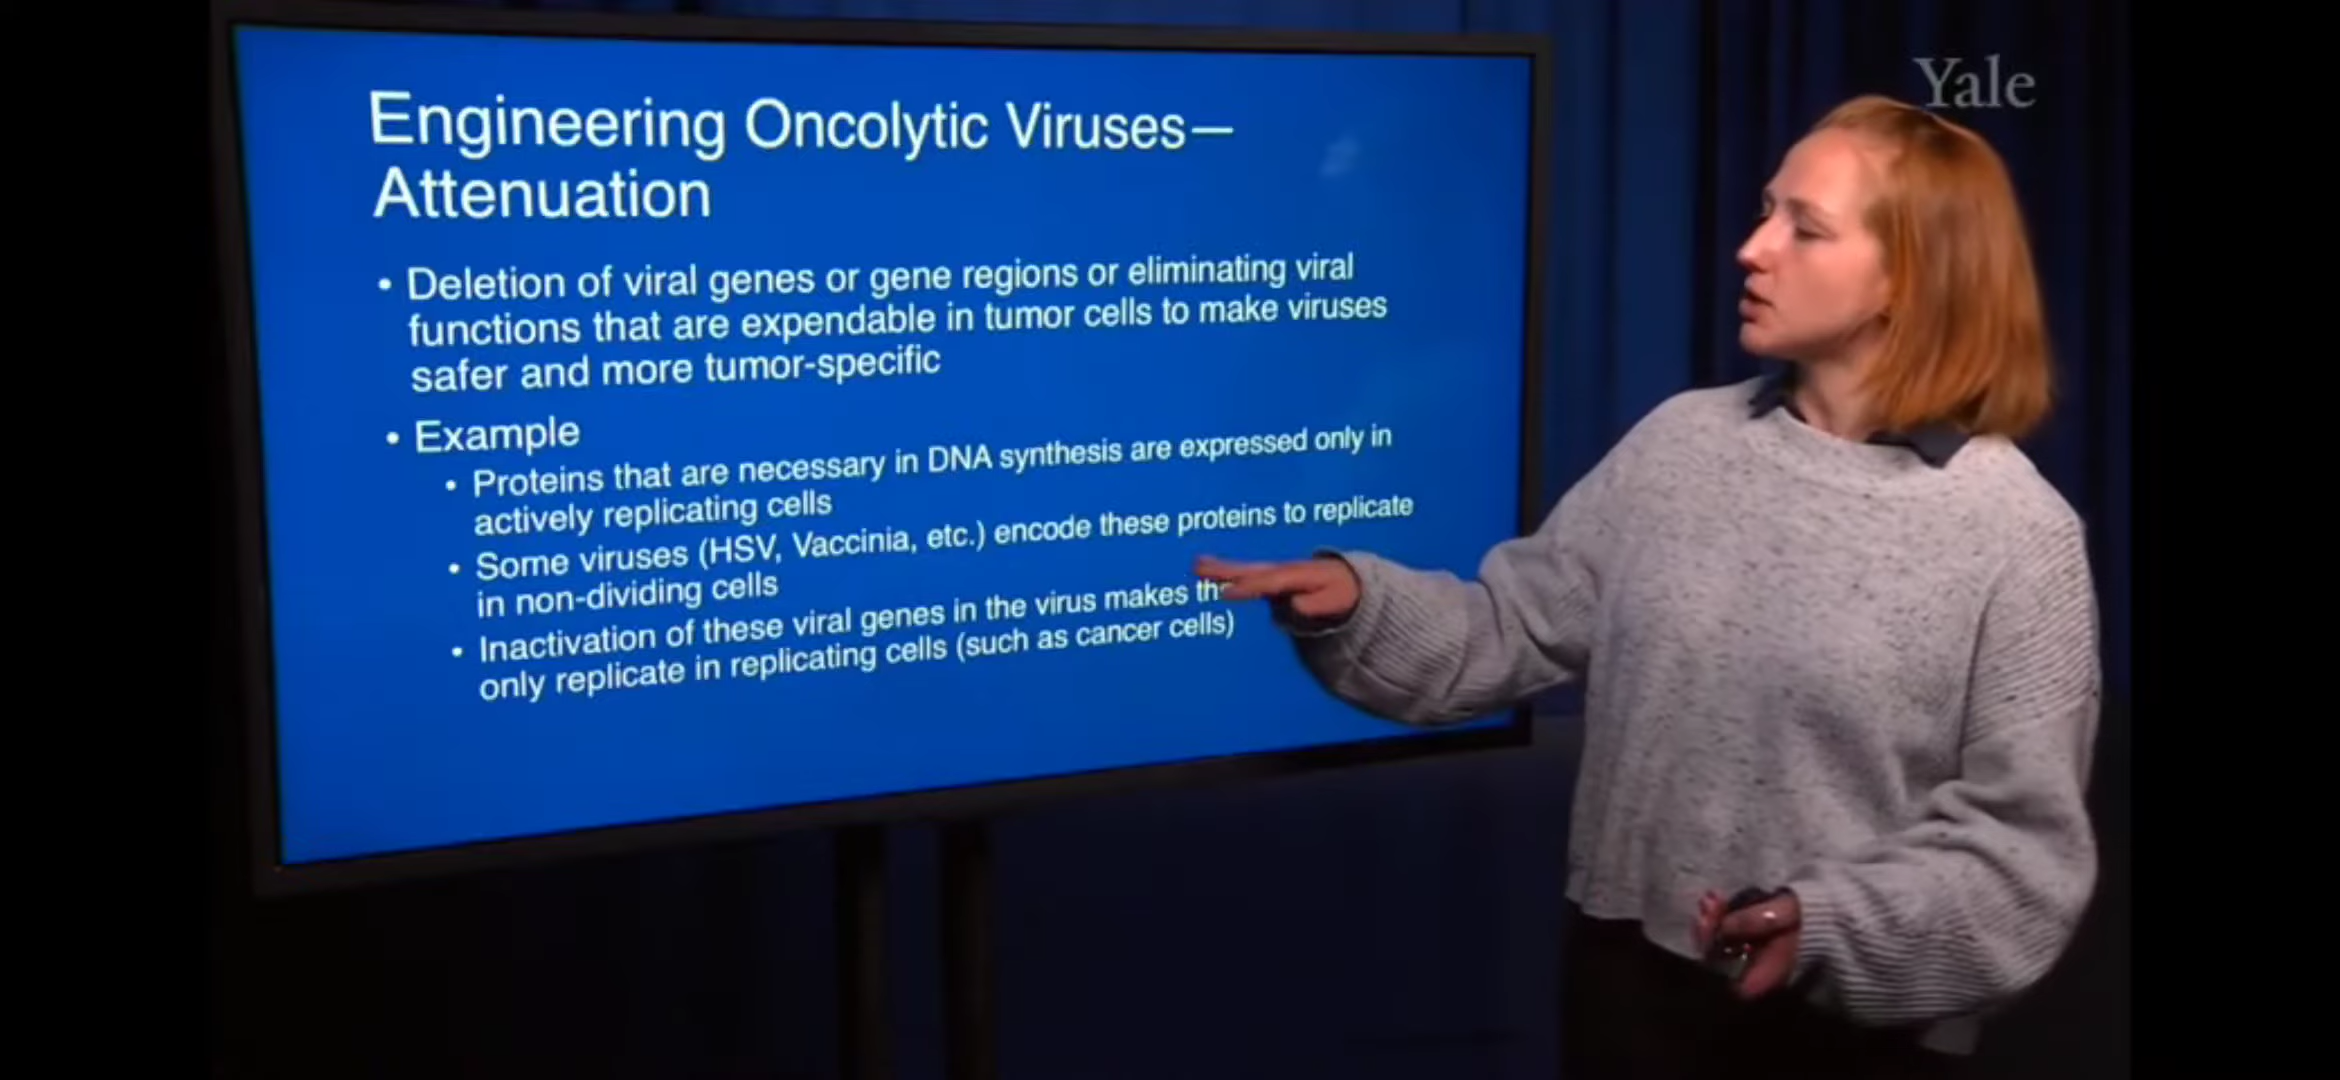 Yale
Engineering Oncolytic Viruses—
Attenuation
• Deletion of viral genes or gene regions or eliminating viral
functions that are expendable in tumor cells to make viruses
safer and more tumor-specific
• Example
• Proteins that are necessary in DNA synthesis are expressed only in
actively replicating cells
• Some viruses (HSV, Vaccinia, etc.) encode these proteins to replicate
in non-dividing cells
• Inactivation of these viral genes in the virus makes
only replicate in replicating cells (such as cancer cells)